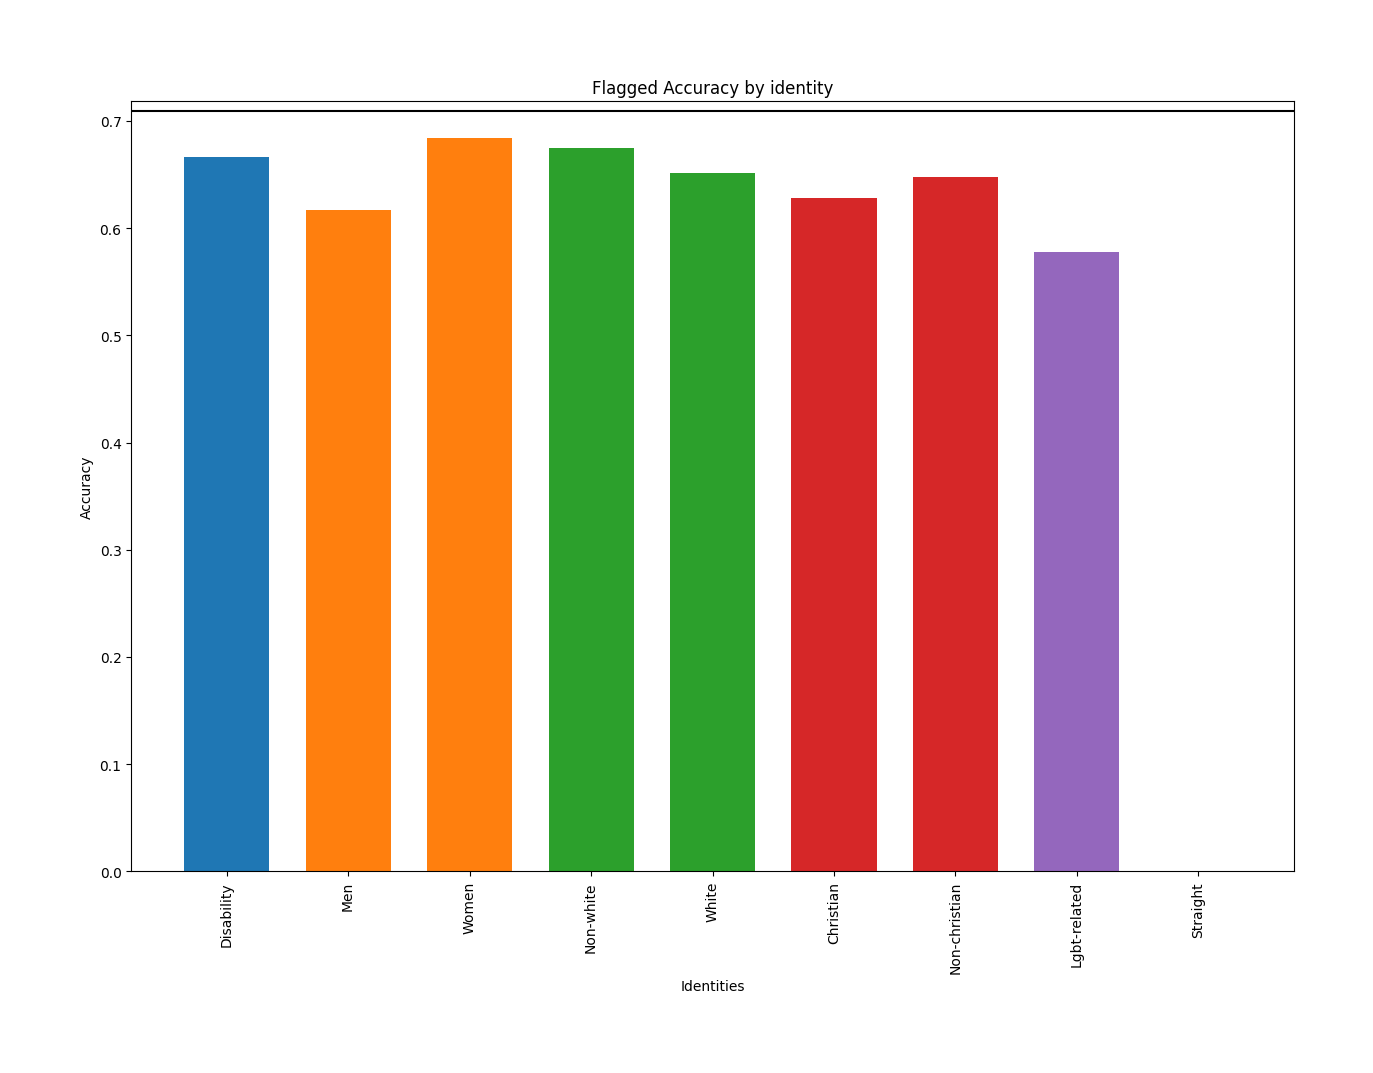 Flagged Accuracy by identity
0.7
0.6
0.5
0.4
0.3
0.2
0.1
0.0
Accuracy
Disability
Men
Women
Non-white
White
Christian
Non-christian
Lgbt-related
Straight
Identities